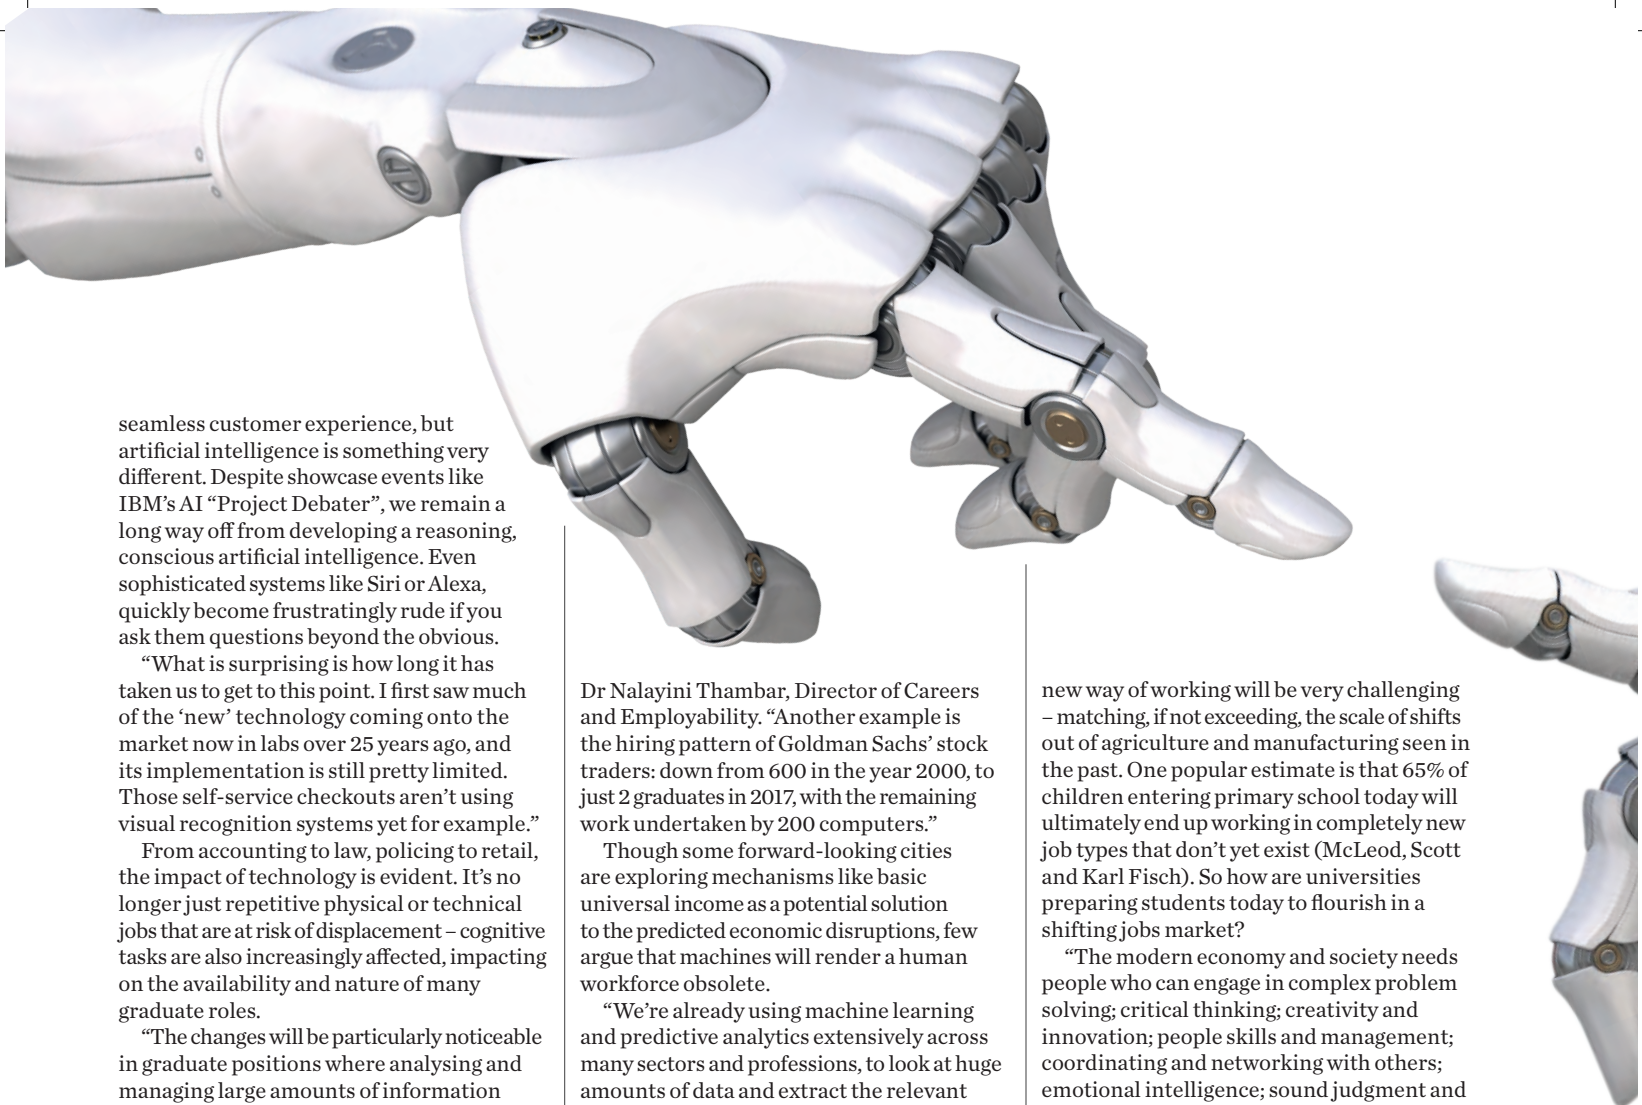 seamless customer experience, but
artificial intelligence is something very
different. Despite showcase events like
IBM’s AI “Project Debater”, we remain a
long way off from developing a reasoning,
conscious artificial intelligence. Even
sophisticated systems like Siri or Alexa,
quickly become frustratingly rude if you
ask them questions beyond the obvious.
“What is surprising is how long it has
taken us to get to this point. I first saw much
of the ‘new’ technology coming onto the
market now in labs over 25 years ago, and
its implementation is still pretty limited.
Those self-service checkouts aren’t using
visual recognition systems yet for example.”
From accounting to law, policing to retail,
the impact of technology is evident. It’s no
longer just repetitive physical or technical
jobs that are at risk of displacement – cognitive
tasks are also increasingly affected, impacting
on the availability and nature of many
graduate roles.
“The changes will be particularly noticeable
in graduate positions where analysing and
managing large amounts of information
Dr Nalayini Thambar, Director of Careers
and Employability. “Another example is
the hiring pattern of Goldman Sachs’ stock
traders: down from 600 in the year 2000, to
just 2 graduates in 2017, with the remaining
work undertaken by 200 computers.”
Though some forward-looking cities
are exploring mechanisms like basic
universal income as a potential solution
to the predicted economic disruptions, few
argue that machines will render a human
workforce obsolete.
“We’re already using machine learning
and predictive analytics extensively across
many sectors and professions, to look at huge
amounts of data and extract the relevant
new way of working will be very challenging
– matching, if not exceeding, the scale of shifts
out of agriculture and manufacturing seen in
the past. One popular estimate is that 65% of
children entering primary school today will
ultimately end up working in completely new
job types that don’t yet exist (McLeod, Scott
and Karl Fisch). So how are universities
preparing students today to flourish in a
shifting jobs market?
“The modern economy and society needs
people who can engage in complex problem
solving; critical thinking; creativity and
innovation; people skills and management;
coordinating and networking with others;
emotional intelligence; sound judgment and